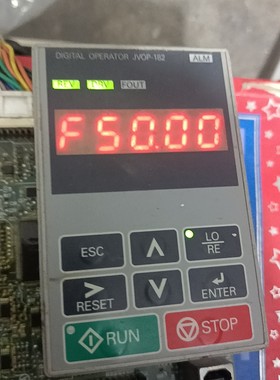 DIGITAL OPERATOR JVOP-182
ALM
REV DRV FOUT
F50.00
ESC
LO
RE
RESET
ENTER
RUN
STOP